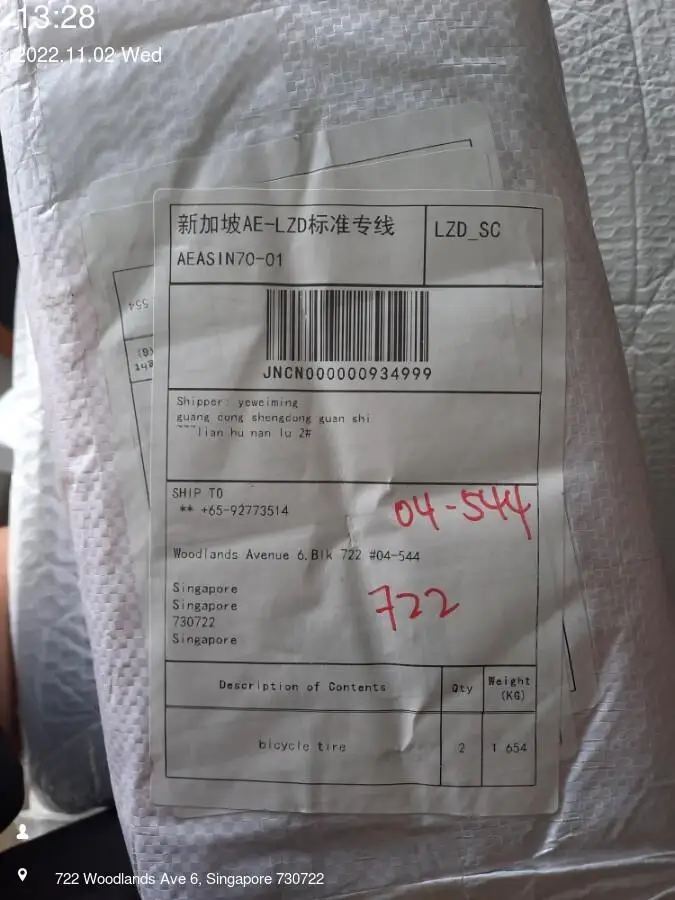 13:28
2022.11.02 Wed
新加坡AE-LZD标准专线
LZD_SC
AEASIN70-01
JNCN000000934999
Shipper: yeweiming
guang dong shengdong guan shi
lian hu nan lu 2#
SHIP TO
** +65-92773514
04-544
Woodlands Avenue 6,Blk 722 #04-544
Singapore
Singapore
722
730722
Singapore
Description of Contents
Qty
Weight
(KG)
bicycle tire
2
1 654
554
722 Woodlands Ave 6, Singapore 730722